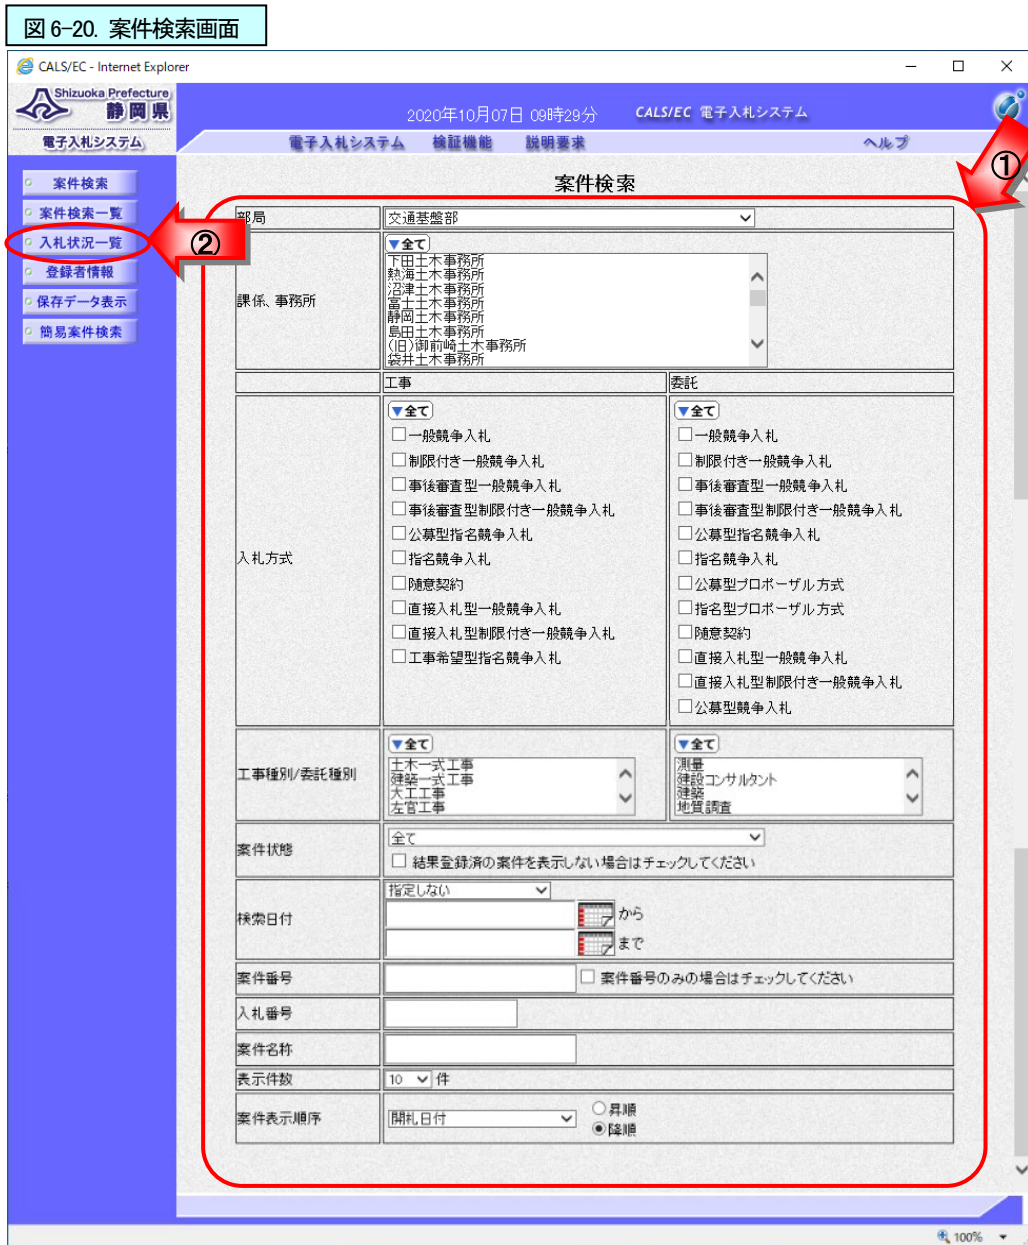 図 6-20. 案件検索画面
CALS/EC - Internet Explorer
Shizuoka Prefecture
静岡県
2020年10月07日 09時29分
CALS/EC 電子入札システム
電子入札システム
電子入札システム 検証機能 説明要求 ヘルプ
①
案件検索
案件検索一覧
入札状況一覧
②
登録者情報
保存データ表示
簡易案件検索
案件検索
部局 交通基盤部
課係、事務所
▼全て
下田土木事務所
熱海土木事務所
沼津土木事務所
富士土木事務所
静岡土木事務所
島田土木事務所
(旧)御前崎土木事務所
袋井土木事務所
工事 委託
入札方式
▼全て
一般競争入札
制限付き一般競争入札
事後審査型一般競争入札
事後審査型制限付き一般競争入札
公募型指名競争入札
指名競争入札
随意契約
直接入札型一般競争入札
直接入札型制限付き一般競争入札
工事希望型指名競争入札
▼全て
一般競争入札
制限付き一般競争入札
事後審査型一般競争入札
事後審査型制限付き一般競争入札
公募型指名競争入札
指名競争入札
公募型プロポーザル方式
指名型プロポーザル方式
随意契約
直接入札型一般競争入札
直接入札型制限付き一般競争入札
公募型競争入札
工事種別/委託種別
▼全て
土木一式工事
建築一式工事
大工工事
左官工事
▼全て
測量
建設コンサルタント
建築
地質調査
案件状態
全て
結果登録済の案件を表示しない場合はチェックしてください
検索日付
指定しない
から
まで
案件番号 案件番号のみの場合はチェックしてください
入札番号
案件名称
表示件数 10 件
案件表示順序 開札日付
昇順
降順
100%